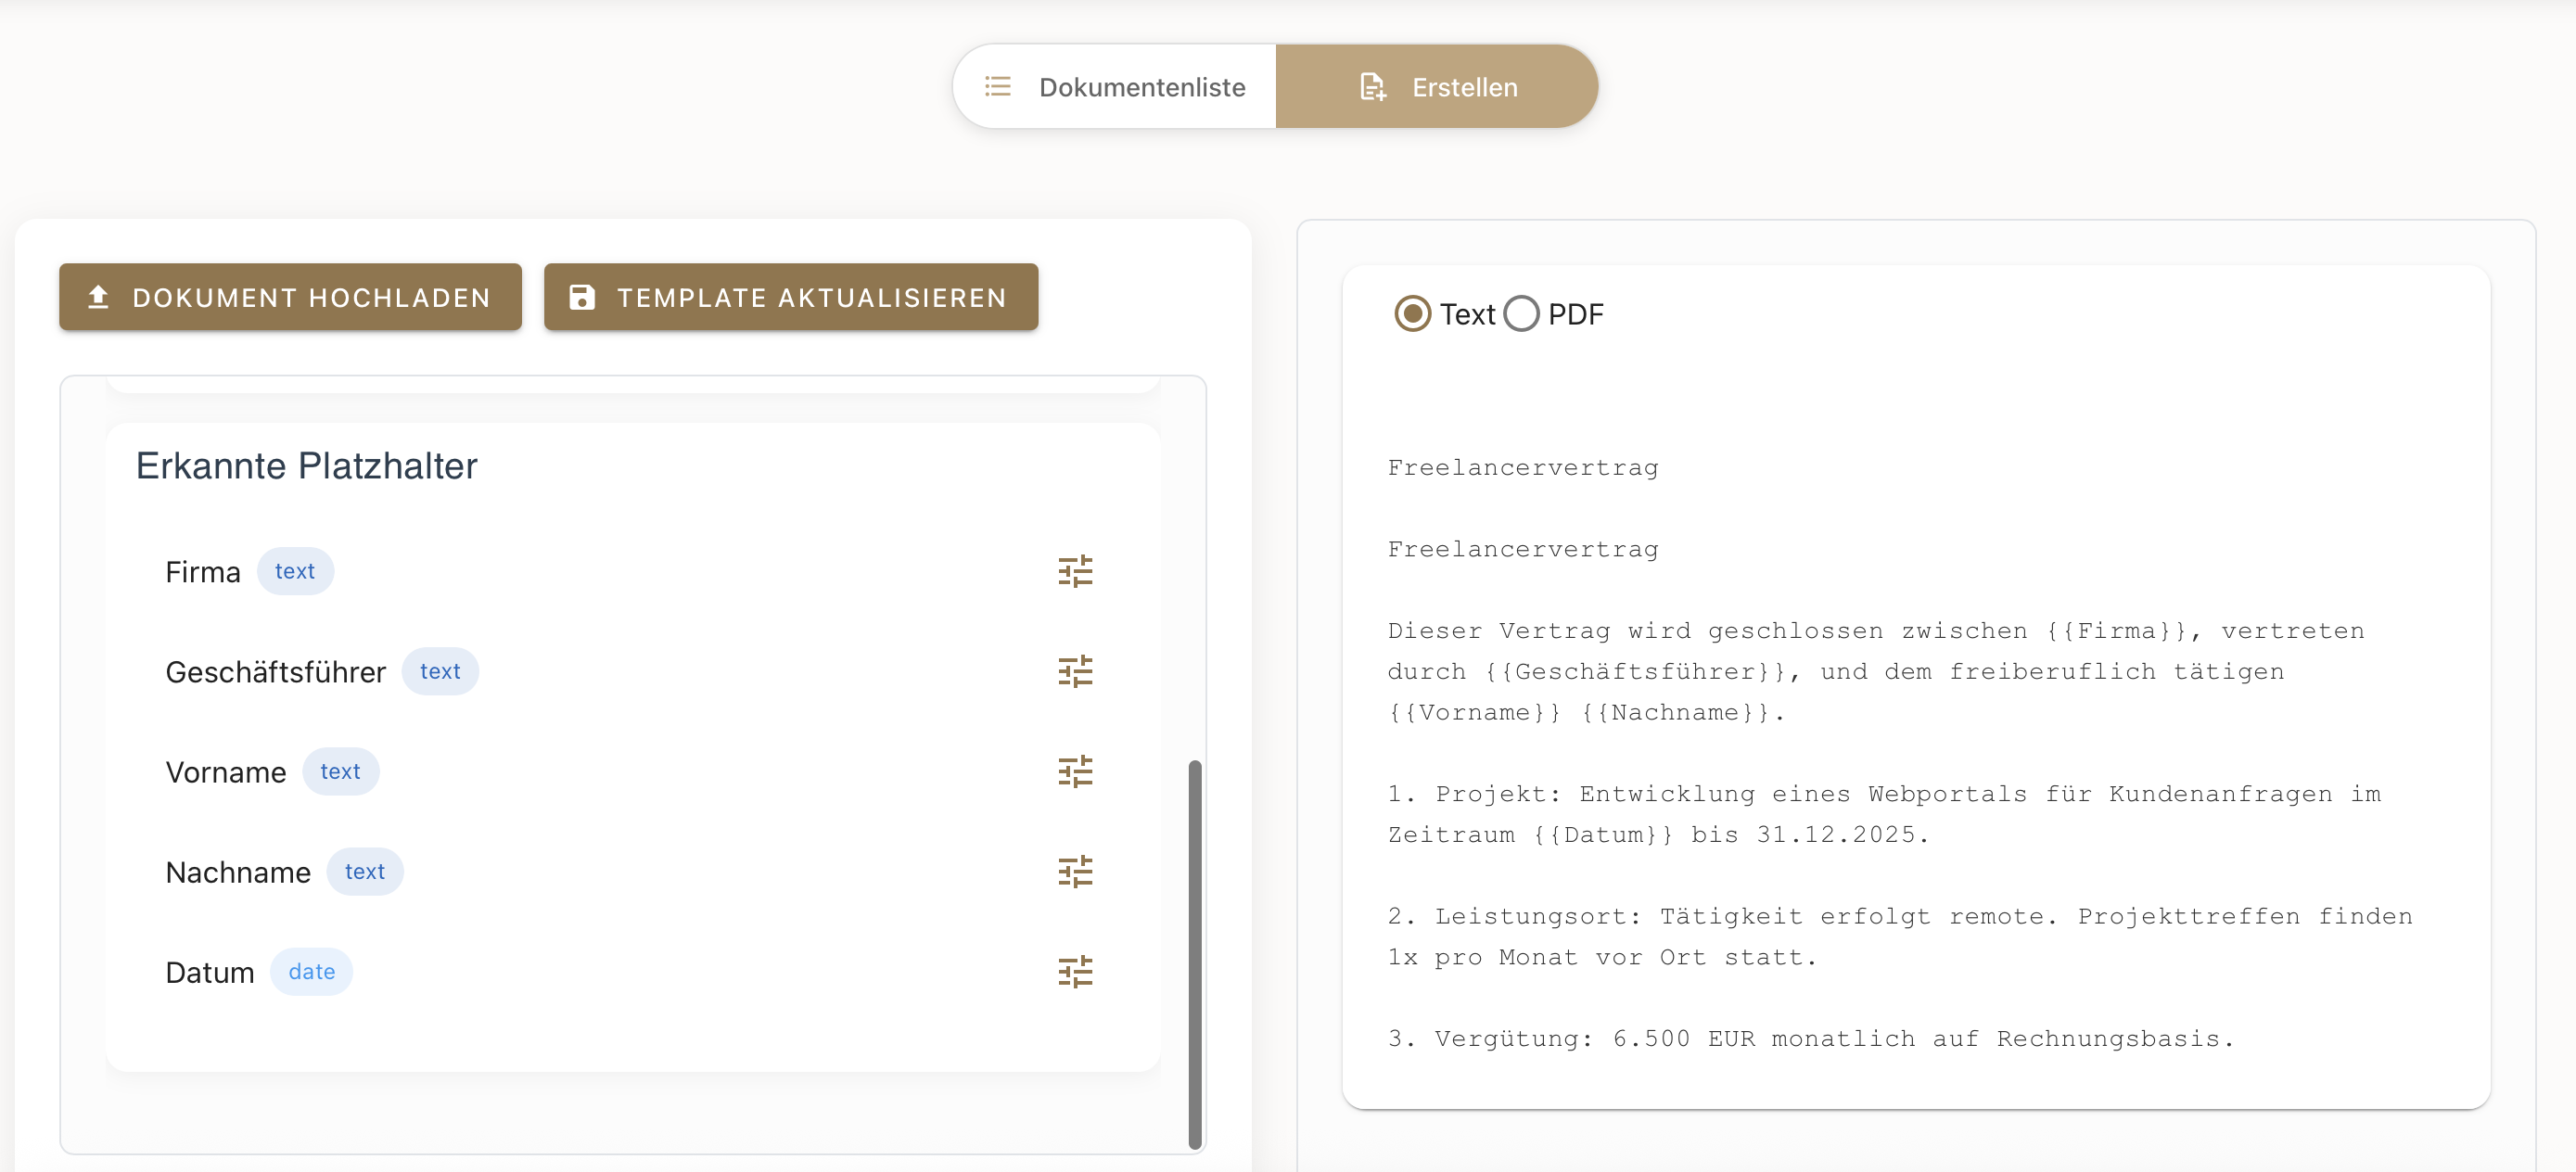 Dokumentenliste
Erstellen
DOKUMENT HOCHLADEN
TEMPLATE AKTUALISIEREN
Erkannte Platzhalter
Firma text
Geschäftsführer text
Vorname text
Nachname text
Datum date
Text PDF
Freelancervertrag
Freelancervertrag
Dieser Vertrag wird geschlossen zwischen {{Firma}}, vertreten
durch {{Geschäftsführer}}, und dem freiberuflich tätigen
{{Vorname}} {{Nachname}}.
1. Projekt: Entwicklung eines Webportals für Kundenanfragen im
Zeitraum {{Datum}} bis 31.12.2025.
2. Leistungsort: Tätigkeit erfolgt remote. Projekttreffen finden
1x pro Monat vor Ort statt.
3. Vergütung: 6.500 EUR monatlich auf Rechnungsbasis.